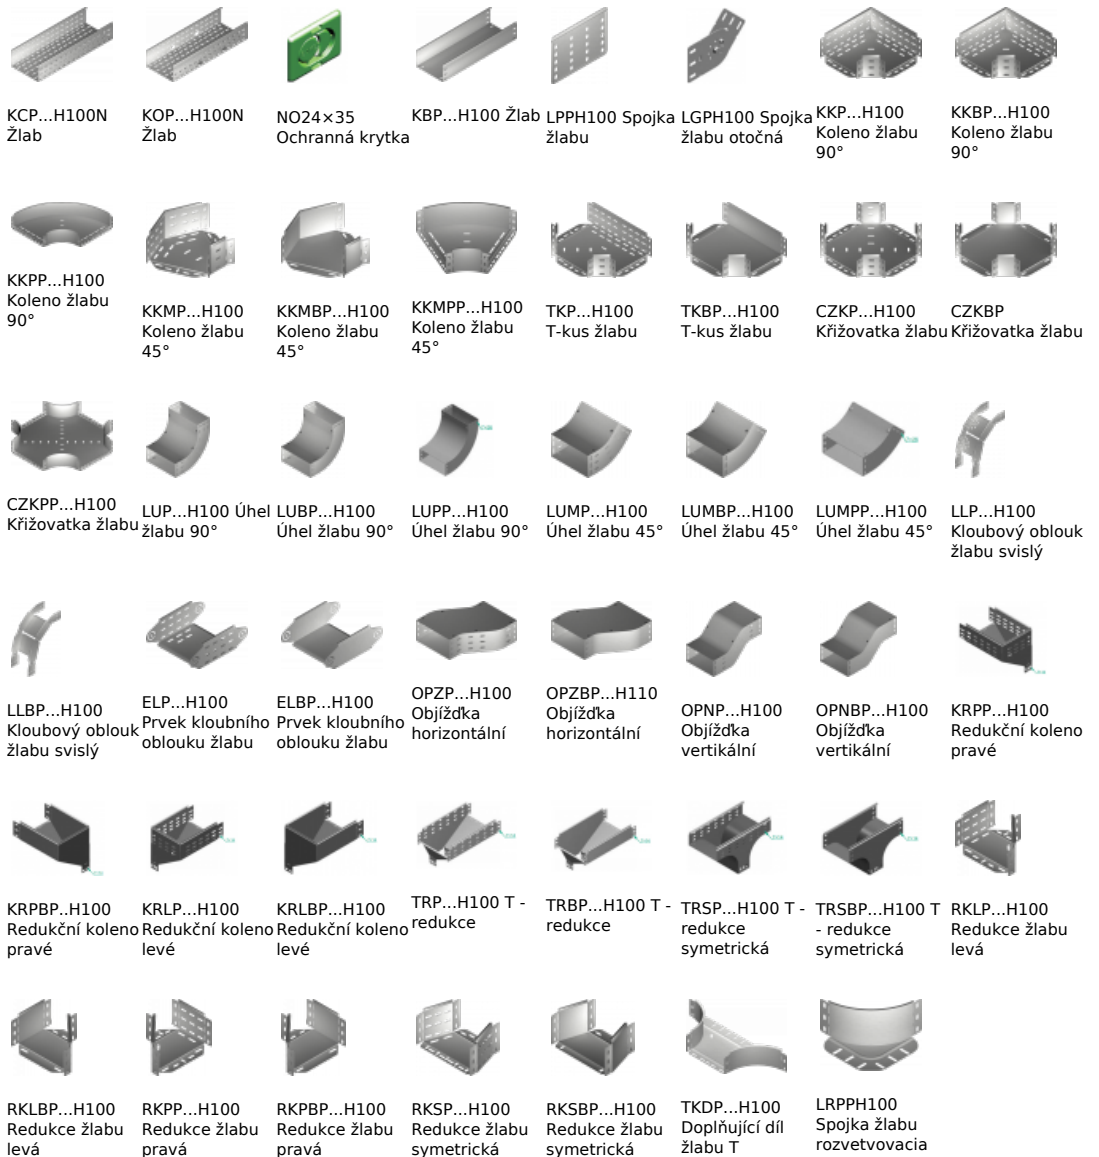 KCP...H100N
Žlab
KOP...H100N
Žlab
NO24×35
Ochranná krytka
KBP...H100 Žlab
LPPH100 Spojka
žlabu
LGPH100 Spojka
žlabu otočná
KKP...H100
Koleno žlabu
90°
KKBP...H100
Koleno žlabu
90°
KKPP...H100
Koleno žlabu
90°
KKMP...H100
Koleno žlabu
45°
KKMBP...H100
Koleno žlabu
45°
KKMPP...H100
Koleno žlabu
45°
TKP...H100
T-kus žlabu
TKBP...H100
T-kus žlabu
CZKP...H100
Křižovatka žlabu
CZKBP
Křižovatka žlabu
CZKPP...H100
Křižovatka žlabu
LUP...H100 Úhel
žlabu 90°
LUBP...H100
Úhel žlabu 90°
LUPP...H100
Úhel žlabu 90°
LUMP...H100
Úhel žlabu 45°
LUMBP...H100
Úhel žlabu 45°
LUMPP...H100
Úhel žlabu 45°
LLP...H100
Kloubový oblouk
žlabu svislý
LLBP...H100
Kloubový oblouk
žlabu svislý
ELP...H100
Prvek kloubního
oblouku žlabu
ELBP...H100
Prvek kloubního
oblouku žlabu
OPZP...H100
Objížďka
horizontální
OPZBP...H110
Objížďka
horizontální
OPNP...H100
Objížďka
vertikální
OPNBP...H100
Objížďka
vertikální
KRPP...H100
Redukční koleno
pravé
KRPBP..H100
Redukční koleno
pravé
KRLP...H100
Redukční koleno
levé
KRLBP...H100
Redukční koleno
levé
TRP...H100 T -
redukce
TRBP...H100 T -
redukce
TRSP...H100 T -
redukce
symetrická
TRSBP...H100 T
- redukce
symetrická
RKLP...H100
Redukce žlabu
levá
RKLBP...H100
Redukce žlabu
levá
RKPP...H100
Redukce žlabu
pravá
RKPBP...H100
Redukce žlabu
pravá
RKSP...H100
Redukce žlabu
symetrická
RKSBP...H100
Redukce žlabu
symetrická
TKDP...H100
Doplňující díl
žlabu T
LRPPH100
Spojka žlabu
rozvetvovacia